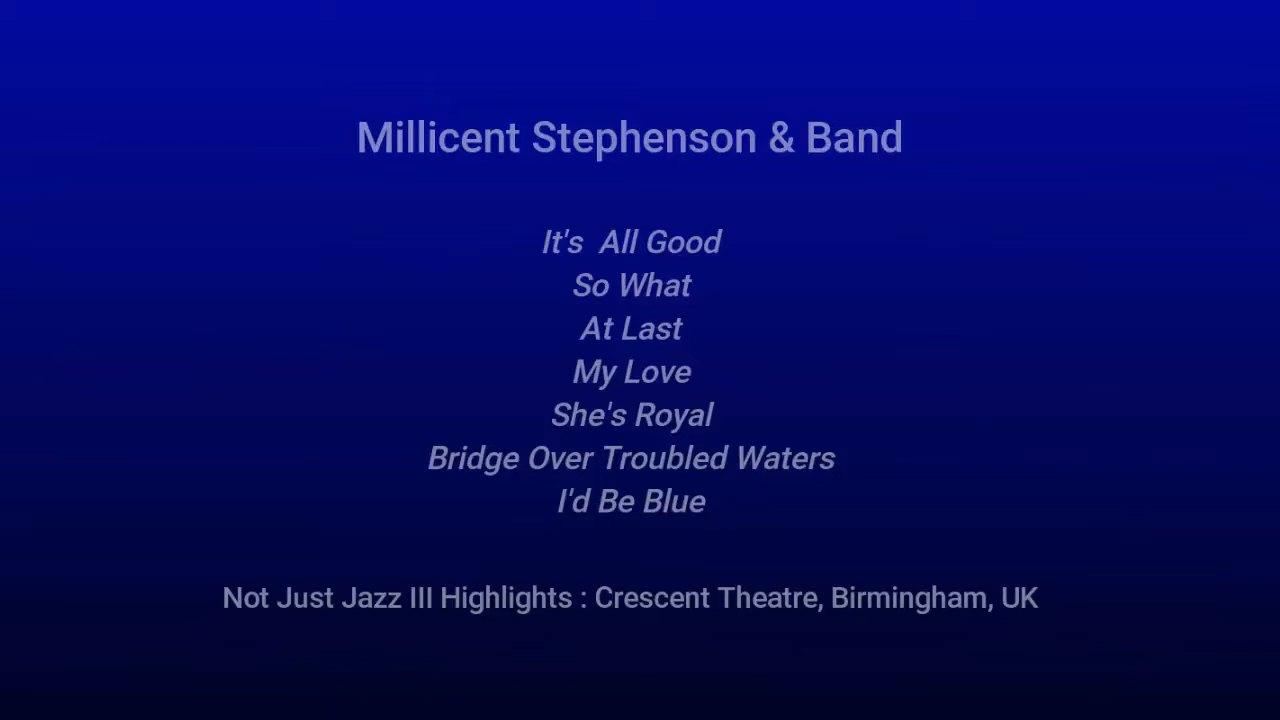 Millicent Stephenson & Band
It's  All Good
So What
At Last
My Love
She's Royal
Bridge Over Troubled Waters
I'd Be Blue
Not Just Jazz III Highlights : Crescent Theatre, Birmingham, UK